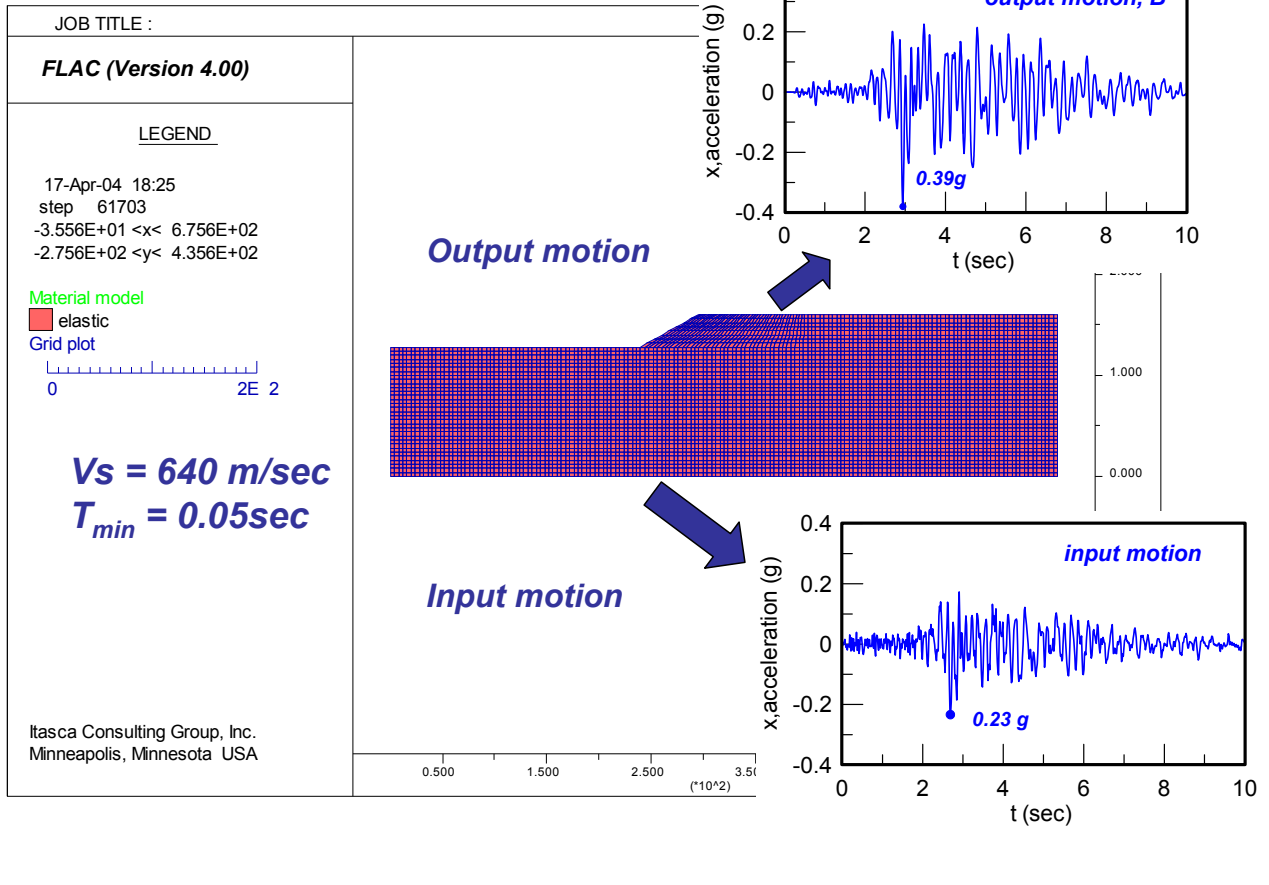 JOB TITLE :
FLAC (Version 4.00)
LEGEND
17-Apr-04 18:25
step 61703
-3.556E+01 <x< 6.756E+02
-2.756E+02 <y< 4.356E+02
Material model
elastic
Grid plot
0 2E 2
Vs = 640 m/sec
Tmin = 0.05sec
Itasca Consulting Group, Inc.
Minneapolis, Minnesota USA
Output motion
Input motion
0.500 1.500 2.500 3.50
(*10^2)
output motion, B
x,acceleration (g)
0.2
0
-0.2
-0.4
0.39g
0 2 4 6 8 10
t (sec)
1.000
0.000
input motion
x,acceleration (g)
0.4
0.2
0
-0.2
-0.4
0.23 g
0 2 4 6 8 10
t (sec)